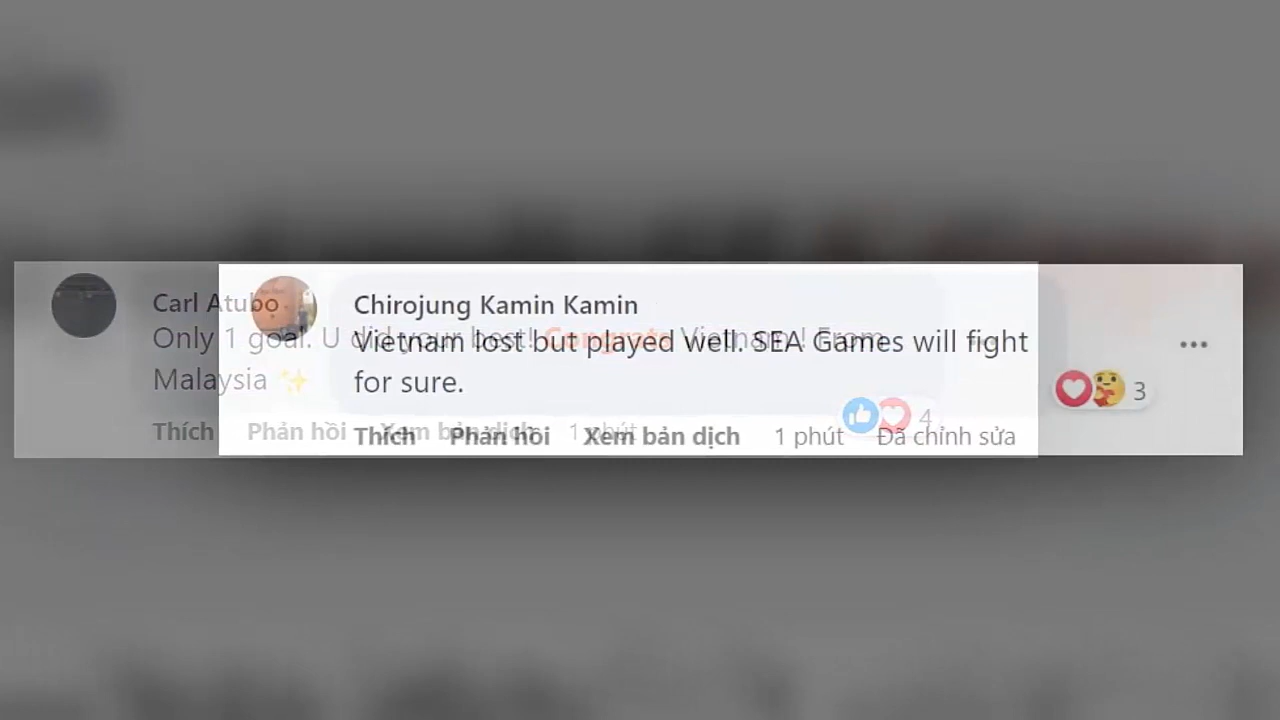 Carl Atubo
Only 1 goal. U did your best! Congrats Vietnam! From
Malaysia ✨
Thích Phản hồi Xem bản dịch 1 phút
4
Chirojung Kamin Kamin
Vietnam lost but played well. SEA Games will fight
for sure.
3
Thích Phản hồi Xem bản dịch 1 phút Đã chỉnh sửa